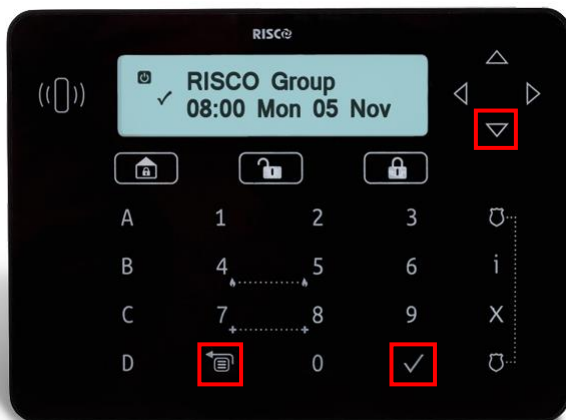 RISCO
RISCO Group
08:00 Mon 05 Nov
A 1 2 3
B 4 5 6 i
C 7 8 9 X
D 0